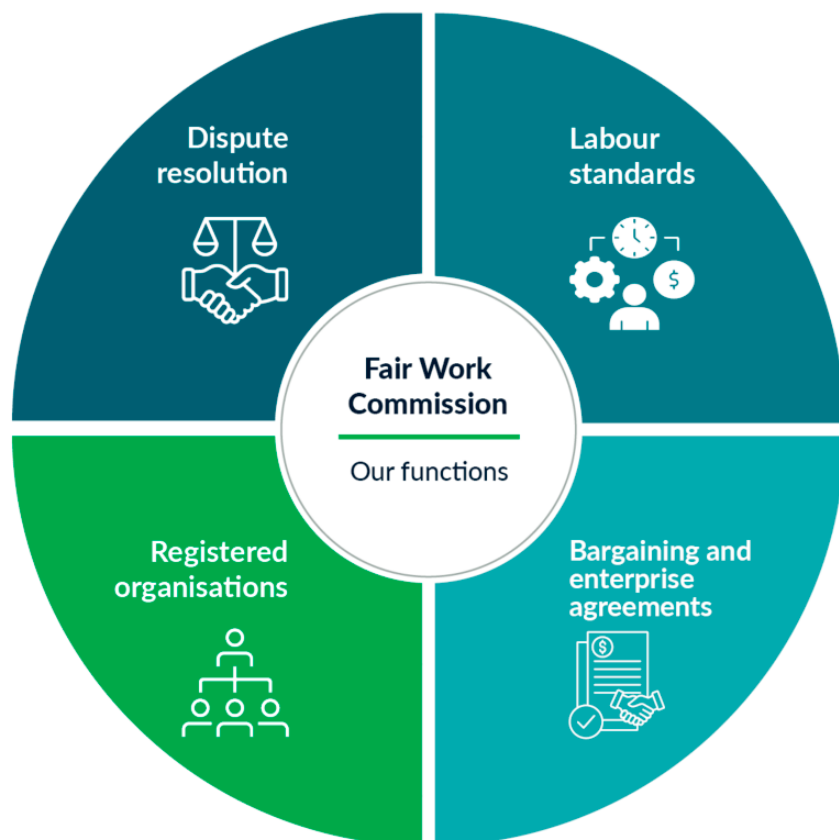 Dispute
resolution
Labour
standards
$
Fair Work
Commission
Our functions
Registered
organisations
Bargaining and
enterprise
agreements
$